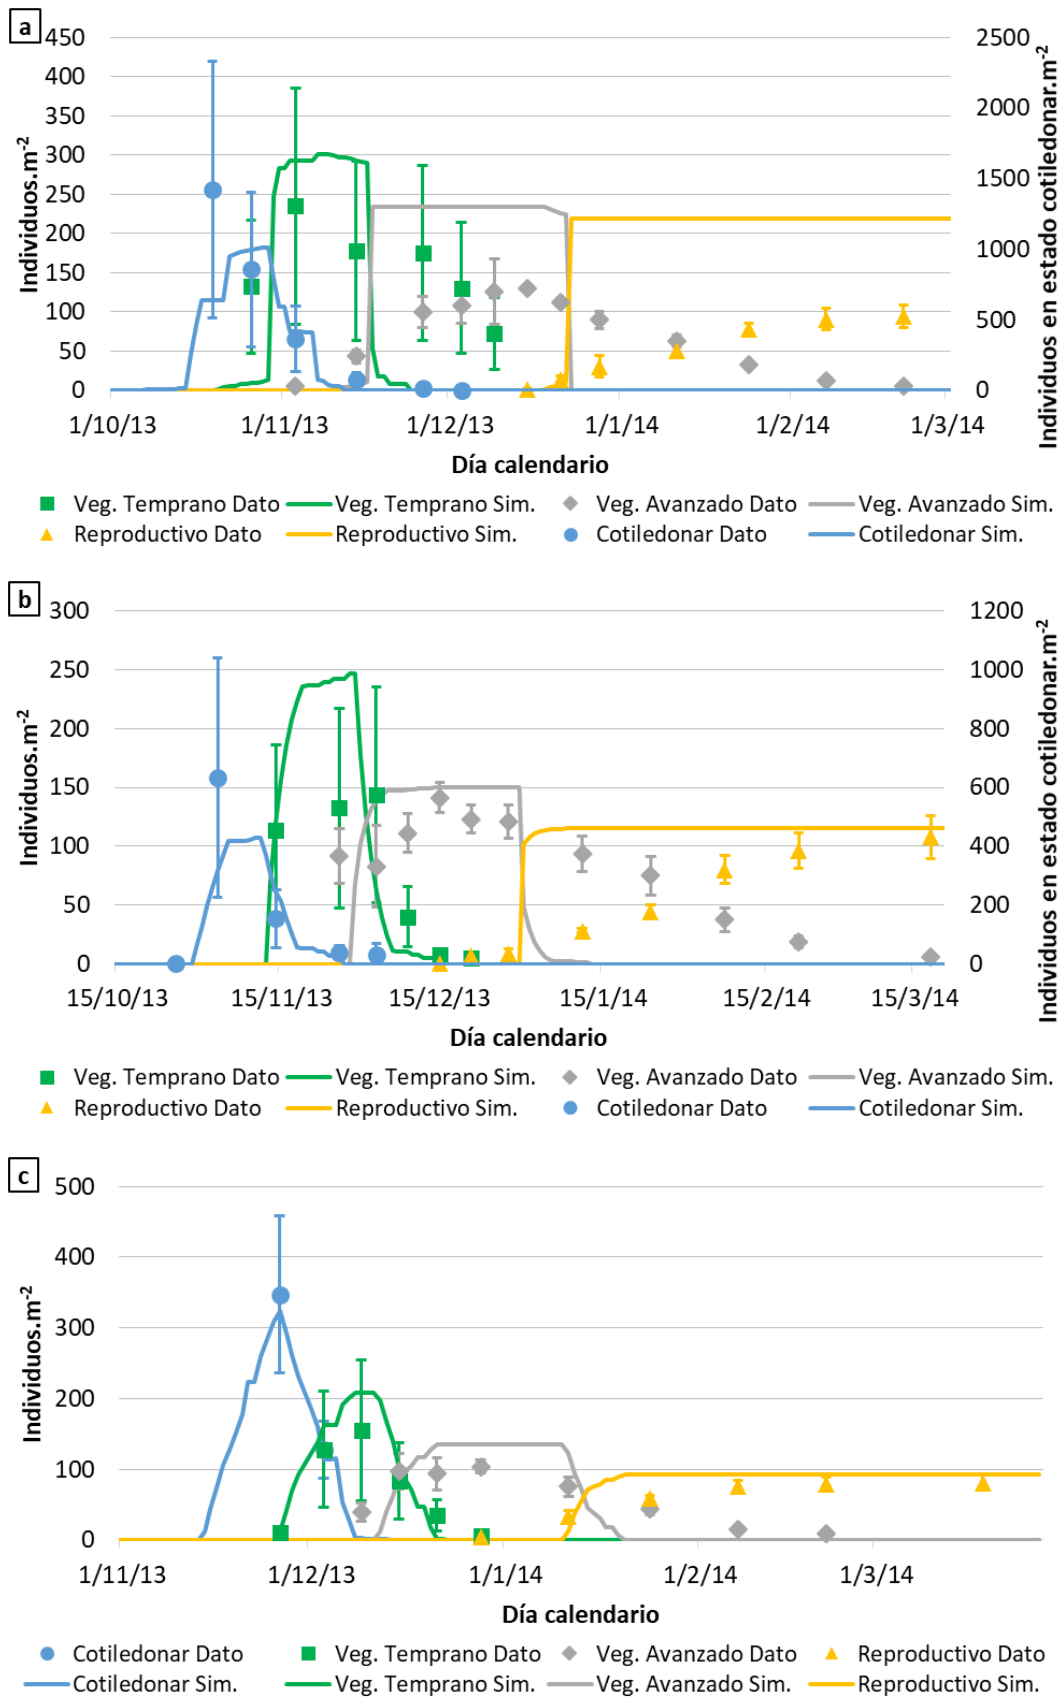 a
450
400
350
300
250
200
150
100
50
0
Individuos.m-2
2500
2000
1500
1000
500
0
Individuos en estado cotiledonar.m-2
1/10/13 1/11/13 1/12/13 1/1/14 1/2/14 1/3/14
Día calendario
Veg. Temprano Dato Veg. Temprano Sim. Veg. Avanzado Dato Veg. Avanzado Sim.
Reproductivo Dato Reproductivo Sim. Cotiledonar Dato Cotiledonar Sim.
b
300
250
200
150
100
50
0
Individuos.m-2
1200
1000
800
600
400
200
0
Individuos en estado cotiledonar.m-2
15/10/13 15/11/13 15/12/13 15/1/14 15/2/14 15/3/14
Día calendario
Veg. Temprano Dato Veg. Temprano Sim. Veg. Avanzado Dato Veg. Avanzado Sim.
Reproductivo Dato Reproductivo Sim. Cotiledonar Dato Cotiledonar Sim.
c
500
400
300
200
100
0
Individuos.m-2
1/11/13 1/12/13 1/1/14 1/2/14 1/3/14
Día calendario
Cotiledonar Dato Veg. Temprano Dato Veg. Avanzado Dato Reproductivo Dato
Cotiledonar Sim. Veg. Temprano Sim. Veg. Avanzado Sim. Reproductivo Sim.